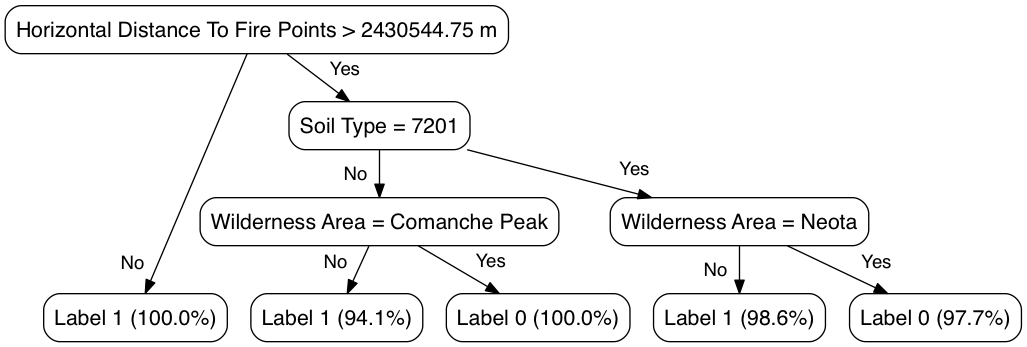 Horizontal Distance To Fire Points > 2430544.75 m
Yes
Soil Type = 7201
No
Yes
Wilderness Area = Comanche Peak
Wilderness Area = Neota
No
No
Yes
No
Yes
Label 1 (100.0%)
Label 1 (94.1%)
Label 0 (100.0%)
Label 1 (98.6%)
Label 0 (97.7%)